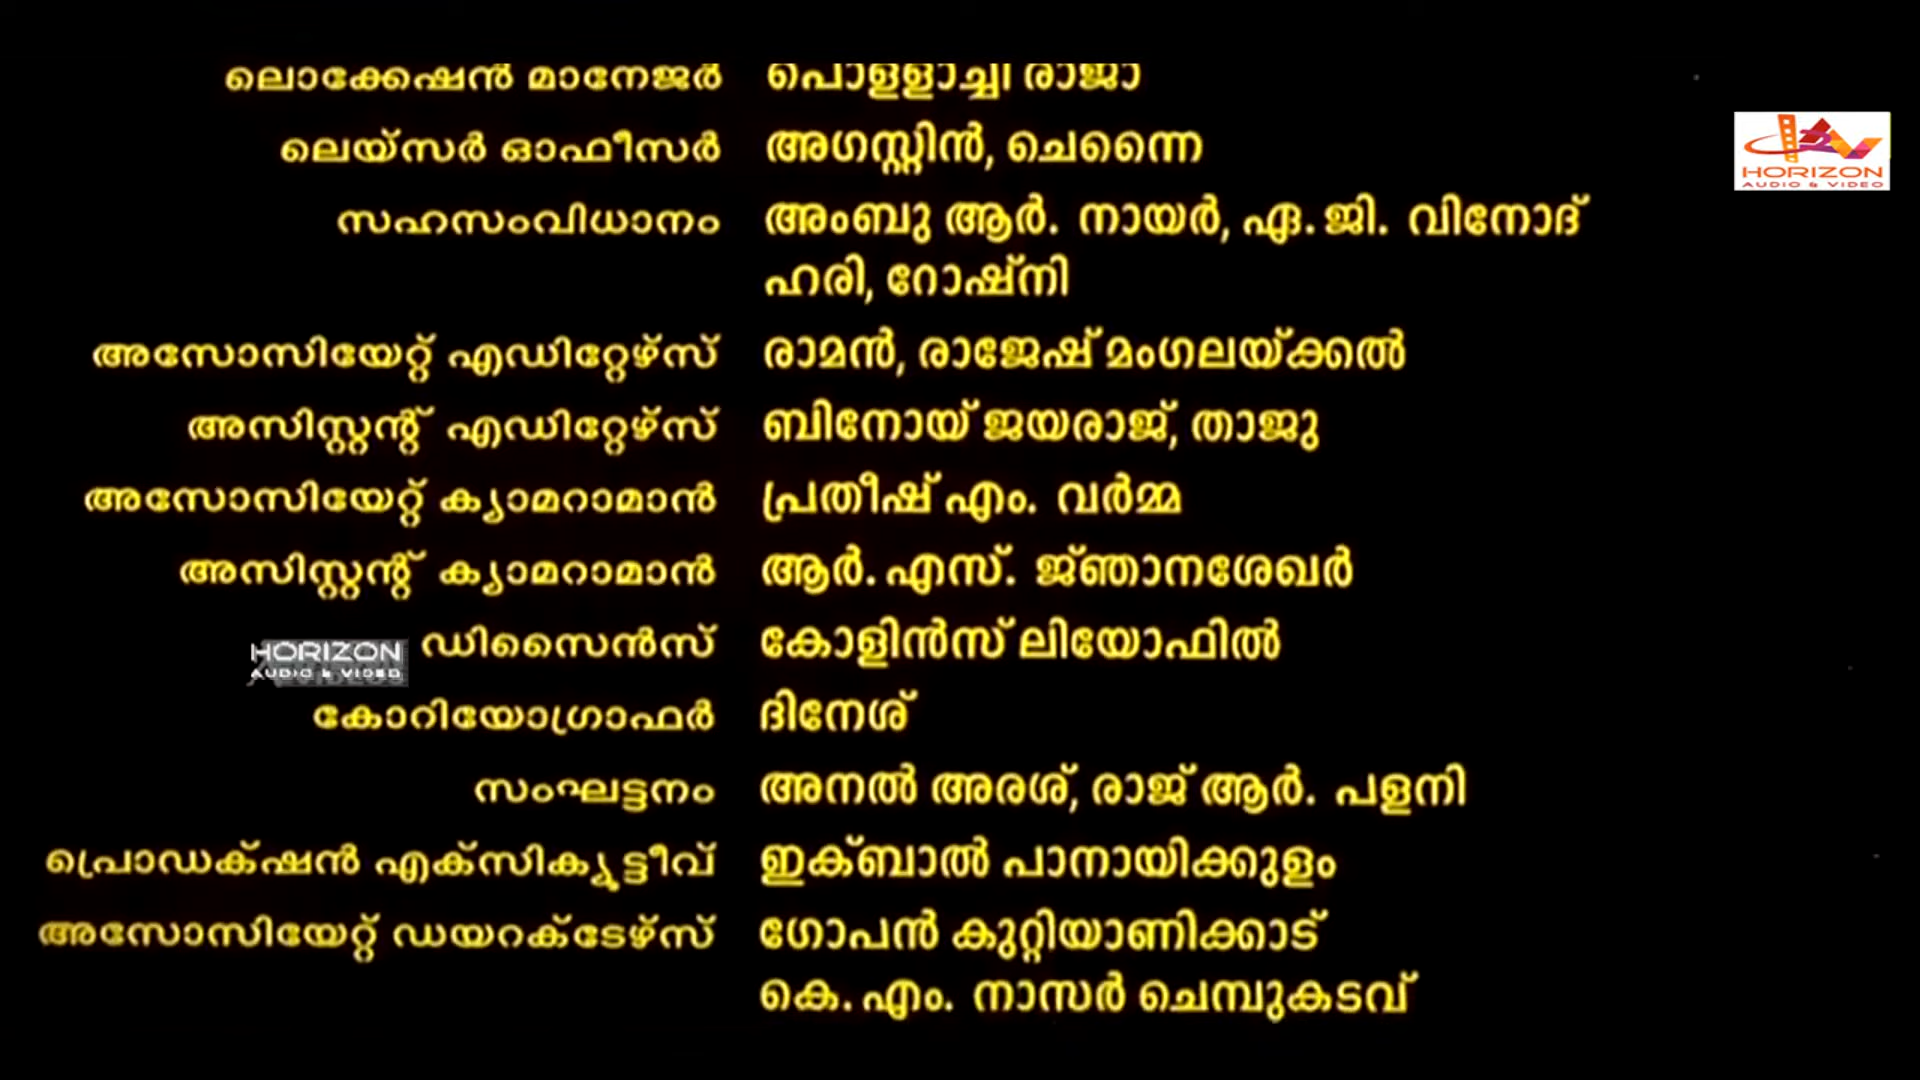 ലൊക്കേഷൻ മാനേജർ പൊള്ളാച്ചി രാജാ
ലെയ്സർ ഓഫീസർ അഗസ്റ്റിൻ, ചെന്നൈ
HORIZON
AUDIO & VIDEO
സഹസംവിധാനം അംബു ആർ. നായർ, ഏ.ജി. വിനോദ്
ഹരി, റോഷ്നി
അസോസിയേറ്റ് എഡിറ്റേഴ്സ് രാമൻ, രാജേഷ് മംഗലയ്ക്കൽ
അസിസ്റ്റന്റ് എഡിറ്റേഴ്സ് ബിനോയ് ജയരാജ്, താജു
അസോസിയേറ്റ് ക്യാമറാമാൻ പ്രതീഷ് എം. വർമ്മ
അസിസ്റ്റന്റ് ക്യാമറാമാൻ ആർ.എസ്. ജ്ഞാനശേഖർ
HORIZON
AUDIO & VIDEO
ഡിസൈൻസ് കോളിൻസ് ലിയോഫിൽ
കോറിയോഗ്രാഫർ ദിനേശ്
സംഘട്ടനം അനൽ അരശ്, രാജ് ആർ. പളനി
പ്രൊഡക്ഷൻ എക്സിക്യൂട്ടീവ് ഇക്ബാൽ പാനായിക്കുളം
അസോസിയേറ്റ് ഡയറക്ടേഴ്സ് ഗോപൻ കുറ്റിയാണിക്കാട്
കെ.എം. നാസർ ചെമ്പുകടവ്